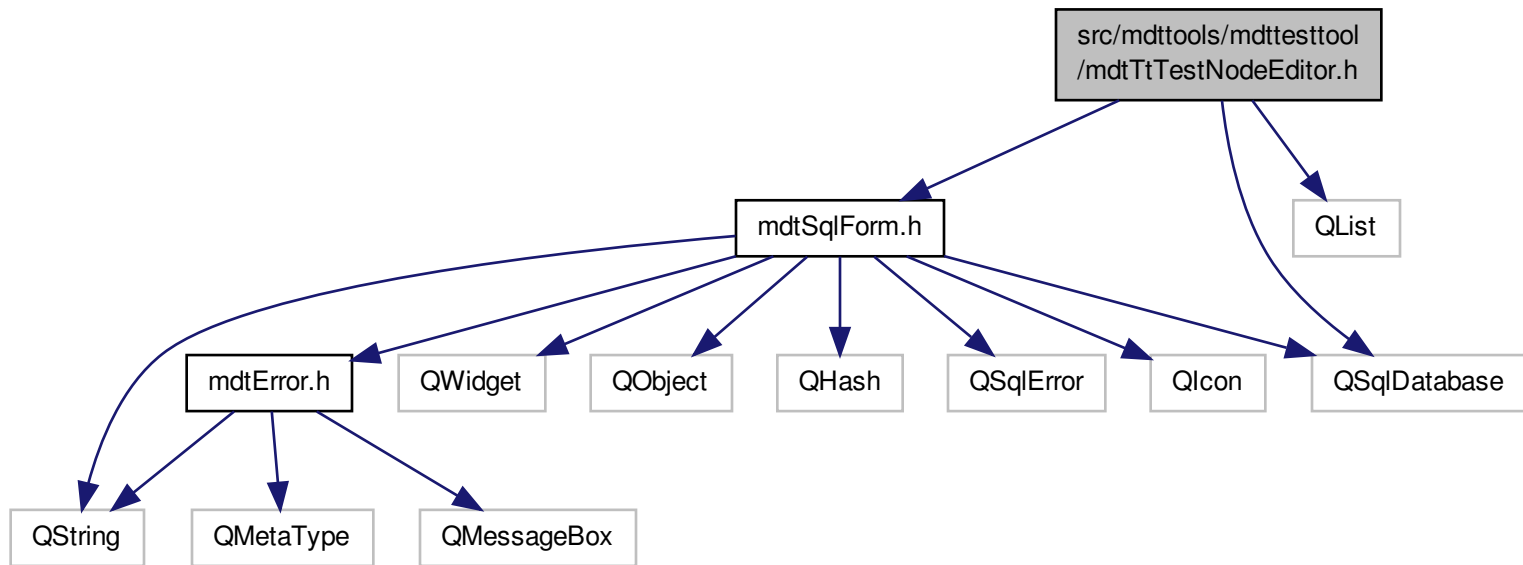 src/mdttools/mdttesttool
/mdtTtTestNodeEditor.h
mdtSqlForm.h
QList
mdtError.h
QWidget
QObject
QHash
QSqlError
QIcon
QSqlDatabase
QString
QMetaType
QMessageBox